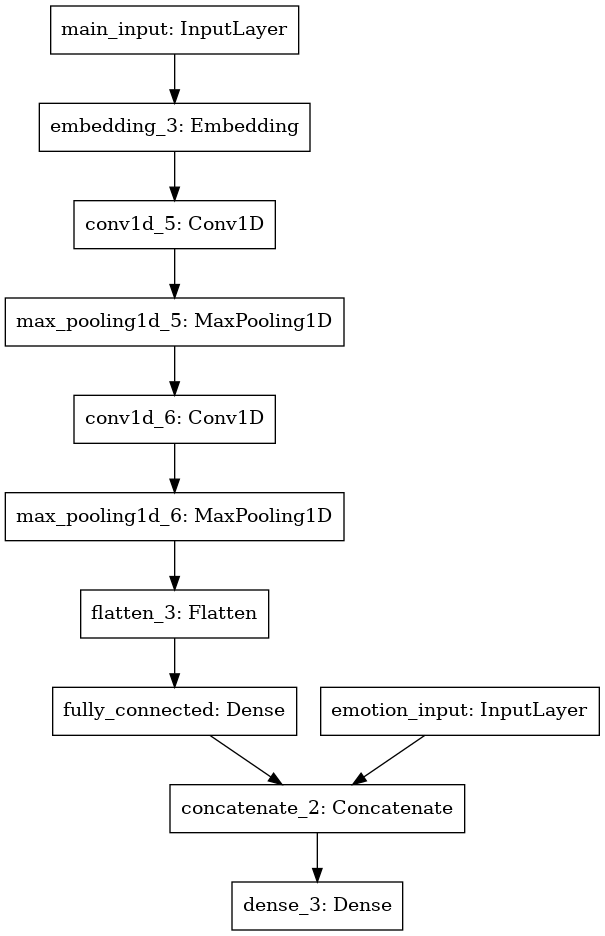 main_input: InputLayer
embedding_3: Embedding
conv1d_5: Conv1D
max_pooling1d_5: MaxPooling1D
conv1d_6: Conv1D
max_pooling1d_6: MaxPooling1D
flatten_3: Flatten
fully_connected: Dense
emotion_input: InputLayer
concatenate_2: Concatenate
dense_3: Dense